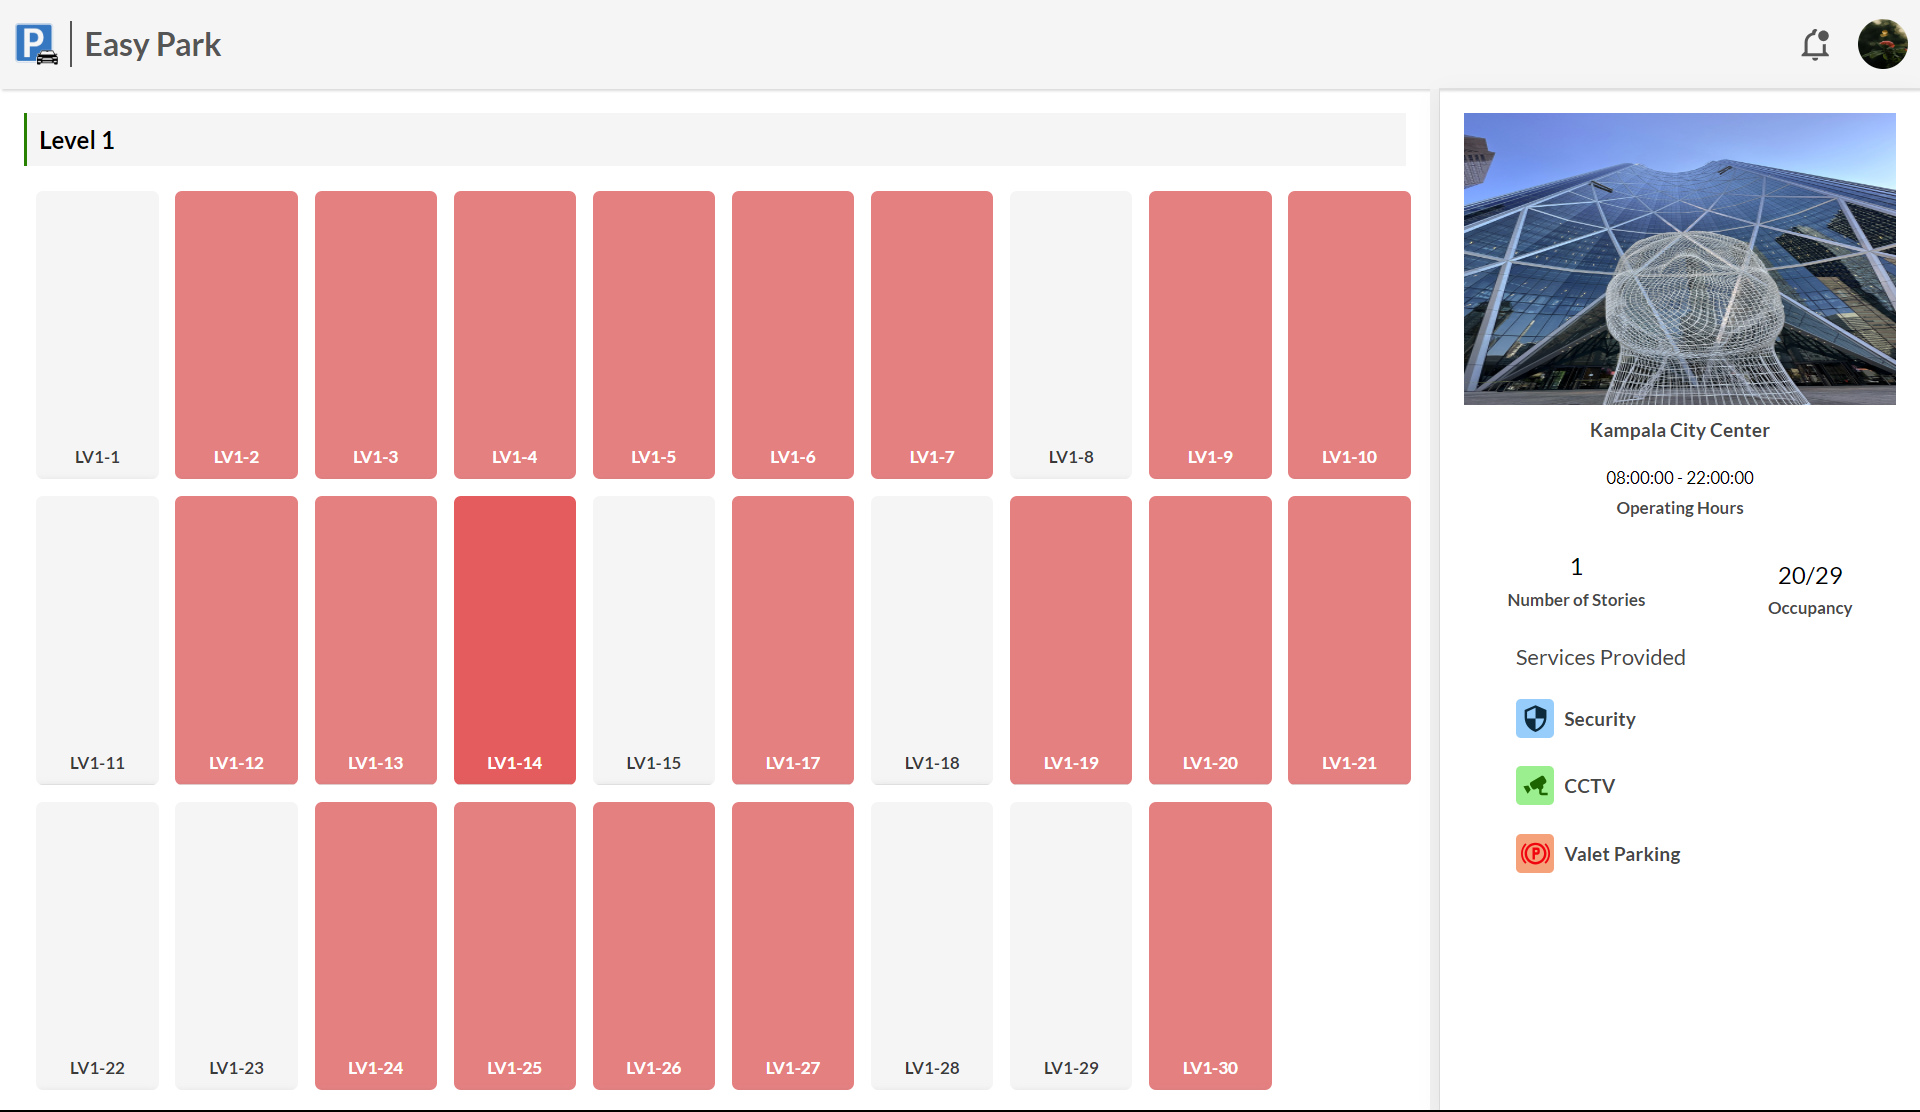 P
Easy Park
Level 1
LV1-1
LV1-2
LV1-3
LV1-4
LV1-5
LV1-6
LV1-7
LV1-8
LV1-9
LV1-10
LV1-11
LV1-12
LV1-13
LV1-14
LV1-15
LV1-17
LV1-18
LV1-19
LV1-20
LV1-21
LV1-22
LV1-23
LV1-24
LV1-25
LV1-26
LV1-27
LV1-28
LV1-29
LV1-30
Kampala City Center
08:00:00 - 22:00:00
Operating Hours
1
Number of Stories
20/29
Occupancy
Services Provided
Security
CCTV
P
Valet Parking